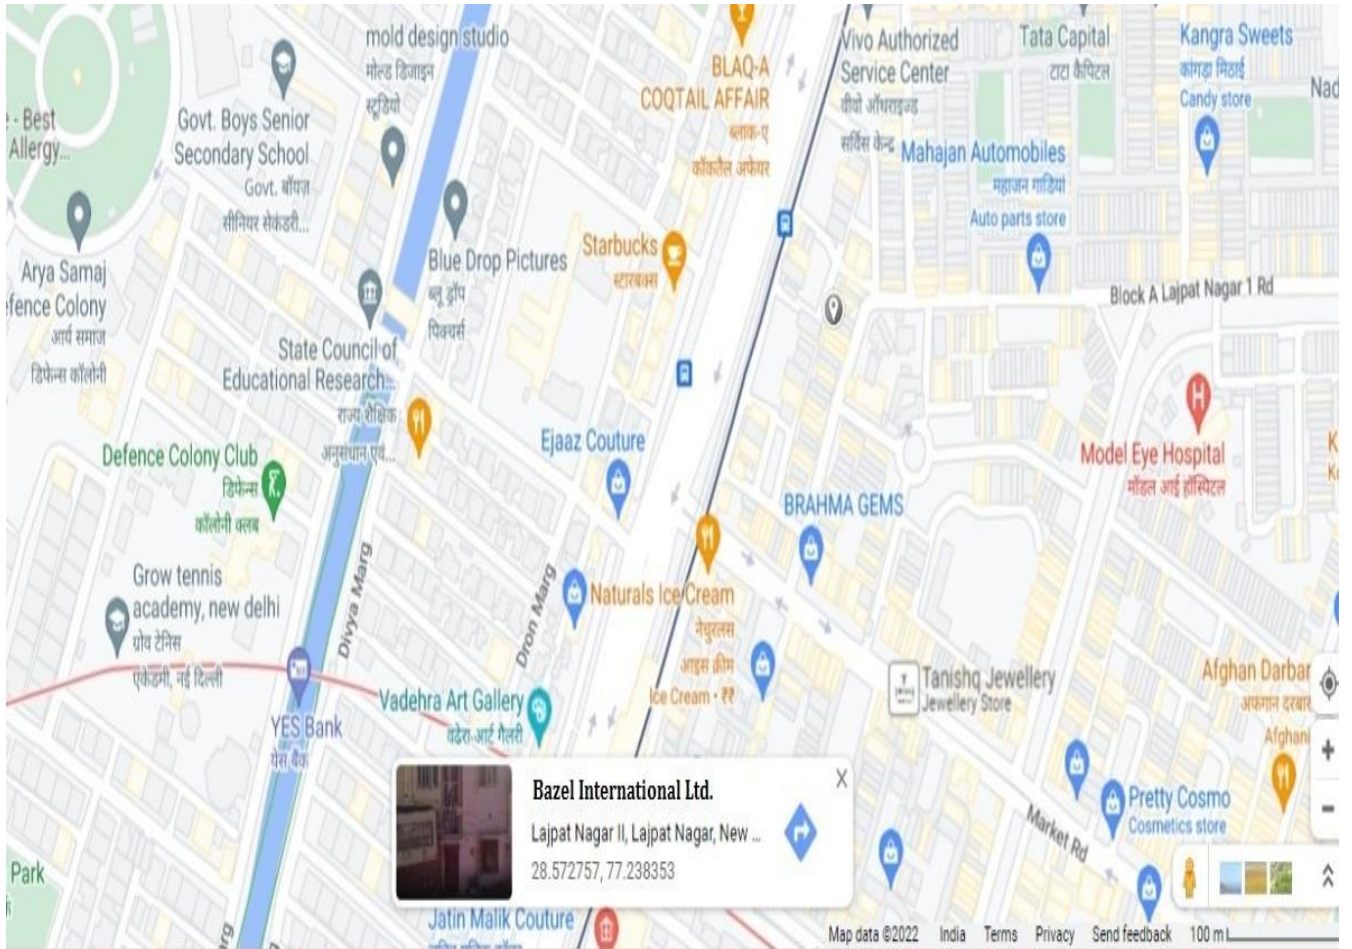 mold design studio
मोल्ड डिजाइन
स्टूडियो
BLAQ-A
COQTAIL AFFAIR
ब्लाक-ए
कॉकतैल अफेयर
Vivo Authorized
Service Center
वीवो ऑथराइज्ड
सर्विस केन्द्र
Tata Capital
टाटा कैपिटल
Kangra Sweets
कांगड़ा मिठाई
Candy store
Nad
- Best
Allergy...
Govt. Boys Senior
Secondary School
Govt. बॉयज़
सीनियर सेकंडरी...
Mahajan Automobiles
महाजन गाडियां
Auto parts store
Arya Samaj
efence Colony
आर्य समाज
डिफेन्स कॉलोनी
Blue Drop Pictures
ब्लू ड्रॉप
पिक्चर्स
Starbucks
स्टारबक्स
Block A Lajpat Nagar 1 Rd
State Council of
Educational Research...
राज्य शैक्षिक
अनुसंधान एवं...
Defence Colony Club
डिफेन्स
कॉलोनी क्लब
Ejaaz Couture
Model Eye Hospital
मॉडल आई हॉस्पिटल
BRAHMA GEMS
Grow tennis
academy, new delhi
ग्रोव टेनिस
एकेडमी, नई दिल्ली
Divya Marg
Dron Marg
Naturals Ice Cream
नेचुरलस
आइस क्रीम
Ice Cream • ₹₹
Tanishq Jewellery
Jewellery Store
Afghan Darbar
अफगान दरबार
Afghani
YES Bank
येस बैंक
Vadehra Art Gallery
वढेरा-आर्ट गैलरी
Bazel International Ltd.
Lajpat Nagar II, Lajpat Nagar, New ...
28.572757, 77.238353
X
Pretty Cosmo
Cosmetics store
Market Rd
Park
Jatin Malik Couture
Map data ©2022 India Terms Privacy Send feedback 100 m